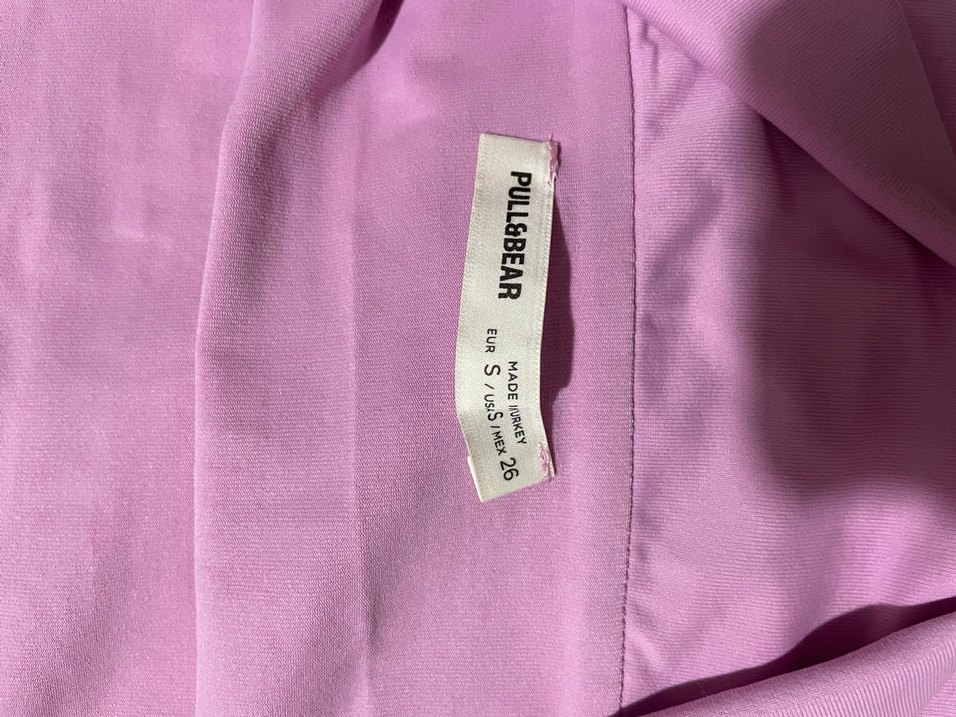 PULL&BEAR
MADE IN TURKEY
EUR S / USA S / MEX 26